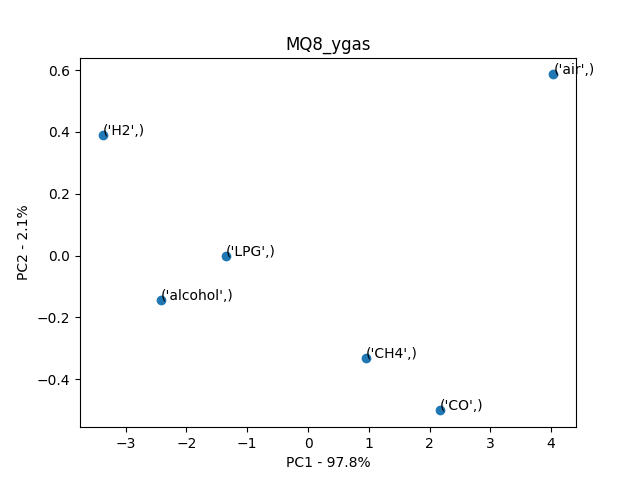 MQ8_ygas
0.6
0.4
0.2
0.0
−0.2
−0.4
PC2 - 2.1%
('air',)
('H2',)
('LPG',)
('alcohol',)
('CH4',)
('CO',)
−3
−2
−1
0
1
2
3
4
PC1 - 97.8%